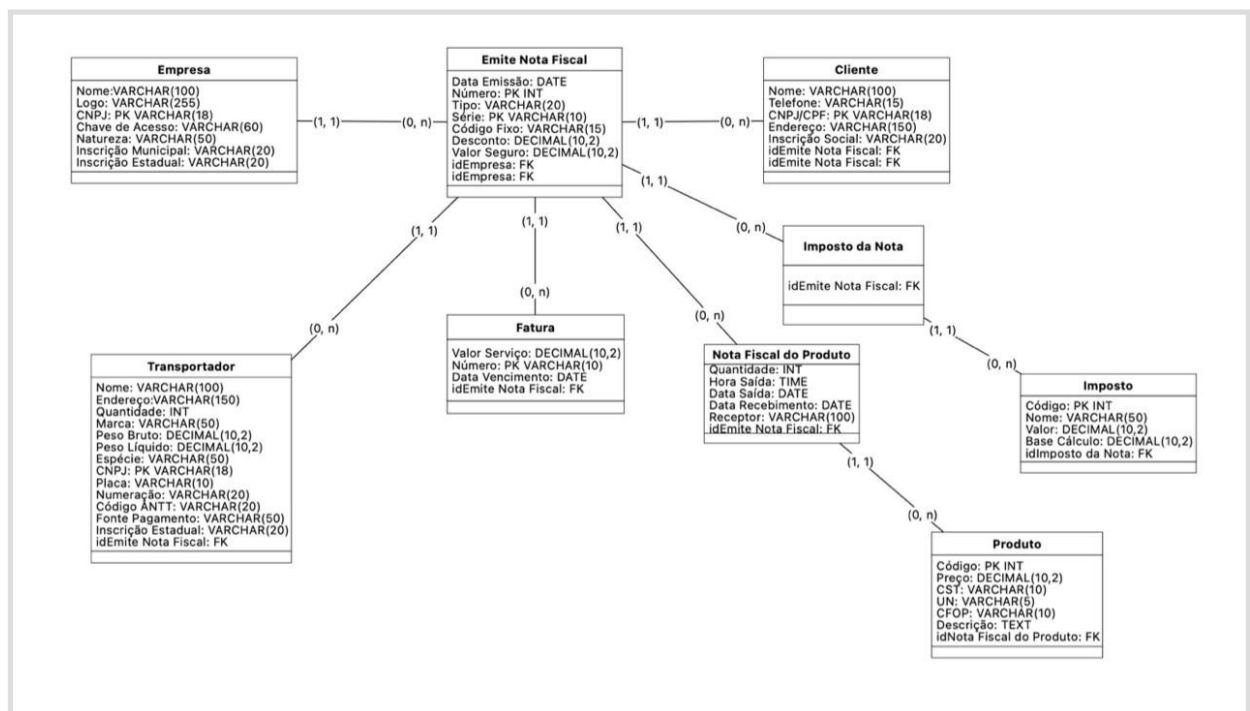 Empresa
Nome:VARCHAR(100)
Logo: VARCHAR(255)
CNPJ: PK VARCHAR(18)
Chave de Acesso: VARCHAR(60)
Natureza: VARCHAR(50)
Inscrição Municipal: VARCHAR(20)
Inscrição Estadual: VARCHAR(20)
(1, 1)
(0, n)
Emite Nota Fiscal
Data Emissão: DATE
Número: PK INT
Tipo: VARCHAR(20)
Série: PK VARCHAR(10)
Código Fixo: VARCHAR(15)
Desconto: DECIMAL(10,2)
Valor Seguro: DECIMAL(10,2)
idEmpresa: FK
idEmpresa: FK
(1, 1)
(0, n)
Cliente
Nome: VARCHAR(100)
Telefone: VARCHAR(15)
CNPJ/CPF: PK VARCHAR(18)
Endereço: VARCHAR(150)
Inscrição Social: VARCHAR(20)
idEmite Nota Fiscal: FK
idEmite Nota Fiscal: FK
(1, 1)
(0, n)
Imposto da Nota
idEmite Nota Fiscal: FK
(1, 1)
(0, n)
Transportador
Nome: VARCHAR(100)
Endereço:VARCHAR(150)
Quantidade: INT
Marca: VARCHAR(50)
Peso Bruto: DECIMAL(10,2)
Peso Líquido: DECIMAL(10,2)
Espécie: VARCHAR(50)
CNPJ: PK VARCHAR(18)
Placa: VARCHAR(10)
Numeração: VARCHAR(20)
Código ANTT: VARCHAR(20)
Fonte Pagamento: VARCHAR(50)
Inscrição Estadual: VARCHAR(20)
idEmite Nota Fiscal: FK
(1, 1)
(0, n)
Fatura
Valor Serviço: DECIMAL(10,2)
Número: PK VARCHAR(10)
Data Vencimento: DATE
idEmite Nota Fiscal: FK
(1, 1)
(0, n)
Nota Fiscal do Produto
Quantidade: INT
Hora Saída: TIME
Data Saída: DATE
Data Recebimento: DATE
Receptor: VARCHAR(100)
idEmite Nota Fiscal: FK
(1, 1)
(0, n)
Imposto
Código: PK INT
Nome: VARCHAR(50)
Valor: DECIMAL(10,2)
Base Cálculo: DECIMAL(10,2)
idImposto da Nota: FK
(1, 1)
(0, n)
Produto
Código: PK INT
Preço: DECIMAL(10,2)
CST: VARCHAR(10)
UN: VARCHAR(5)
CFOP: VARCHAR(10)
Descrição: TEXT
idNota Fiscal do Produto: FK